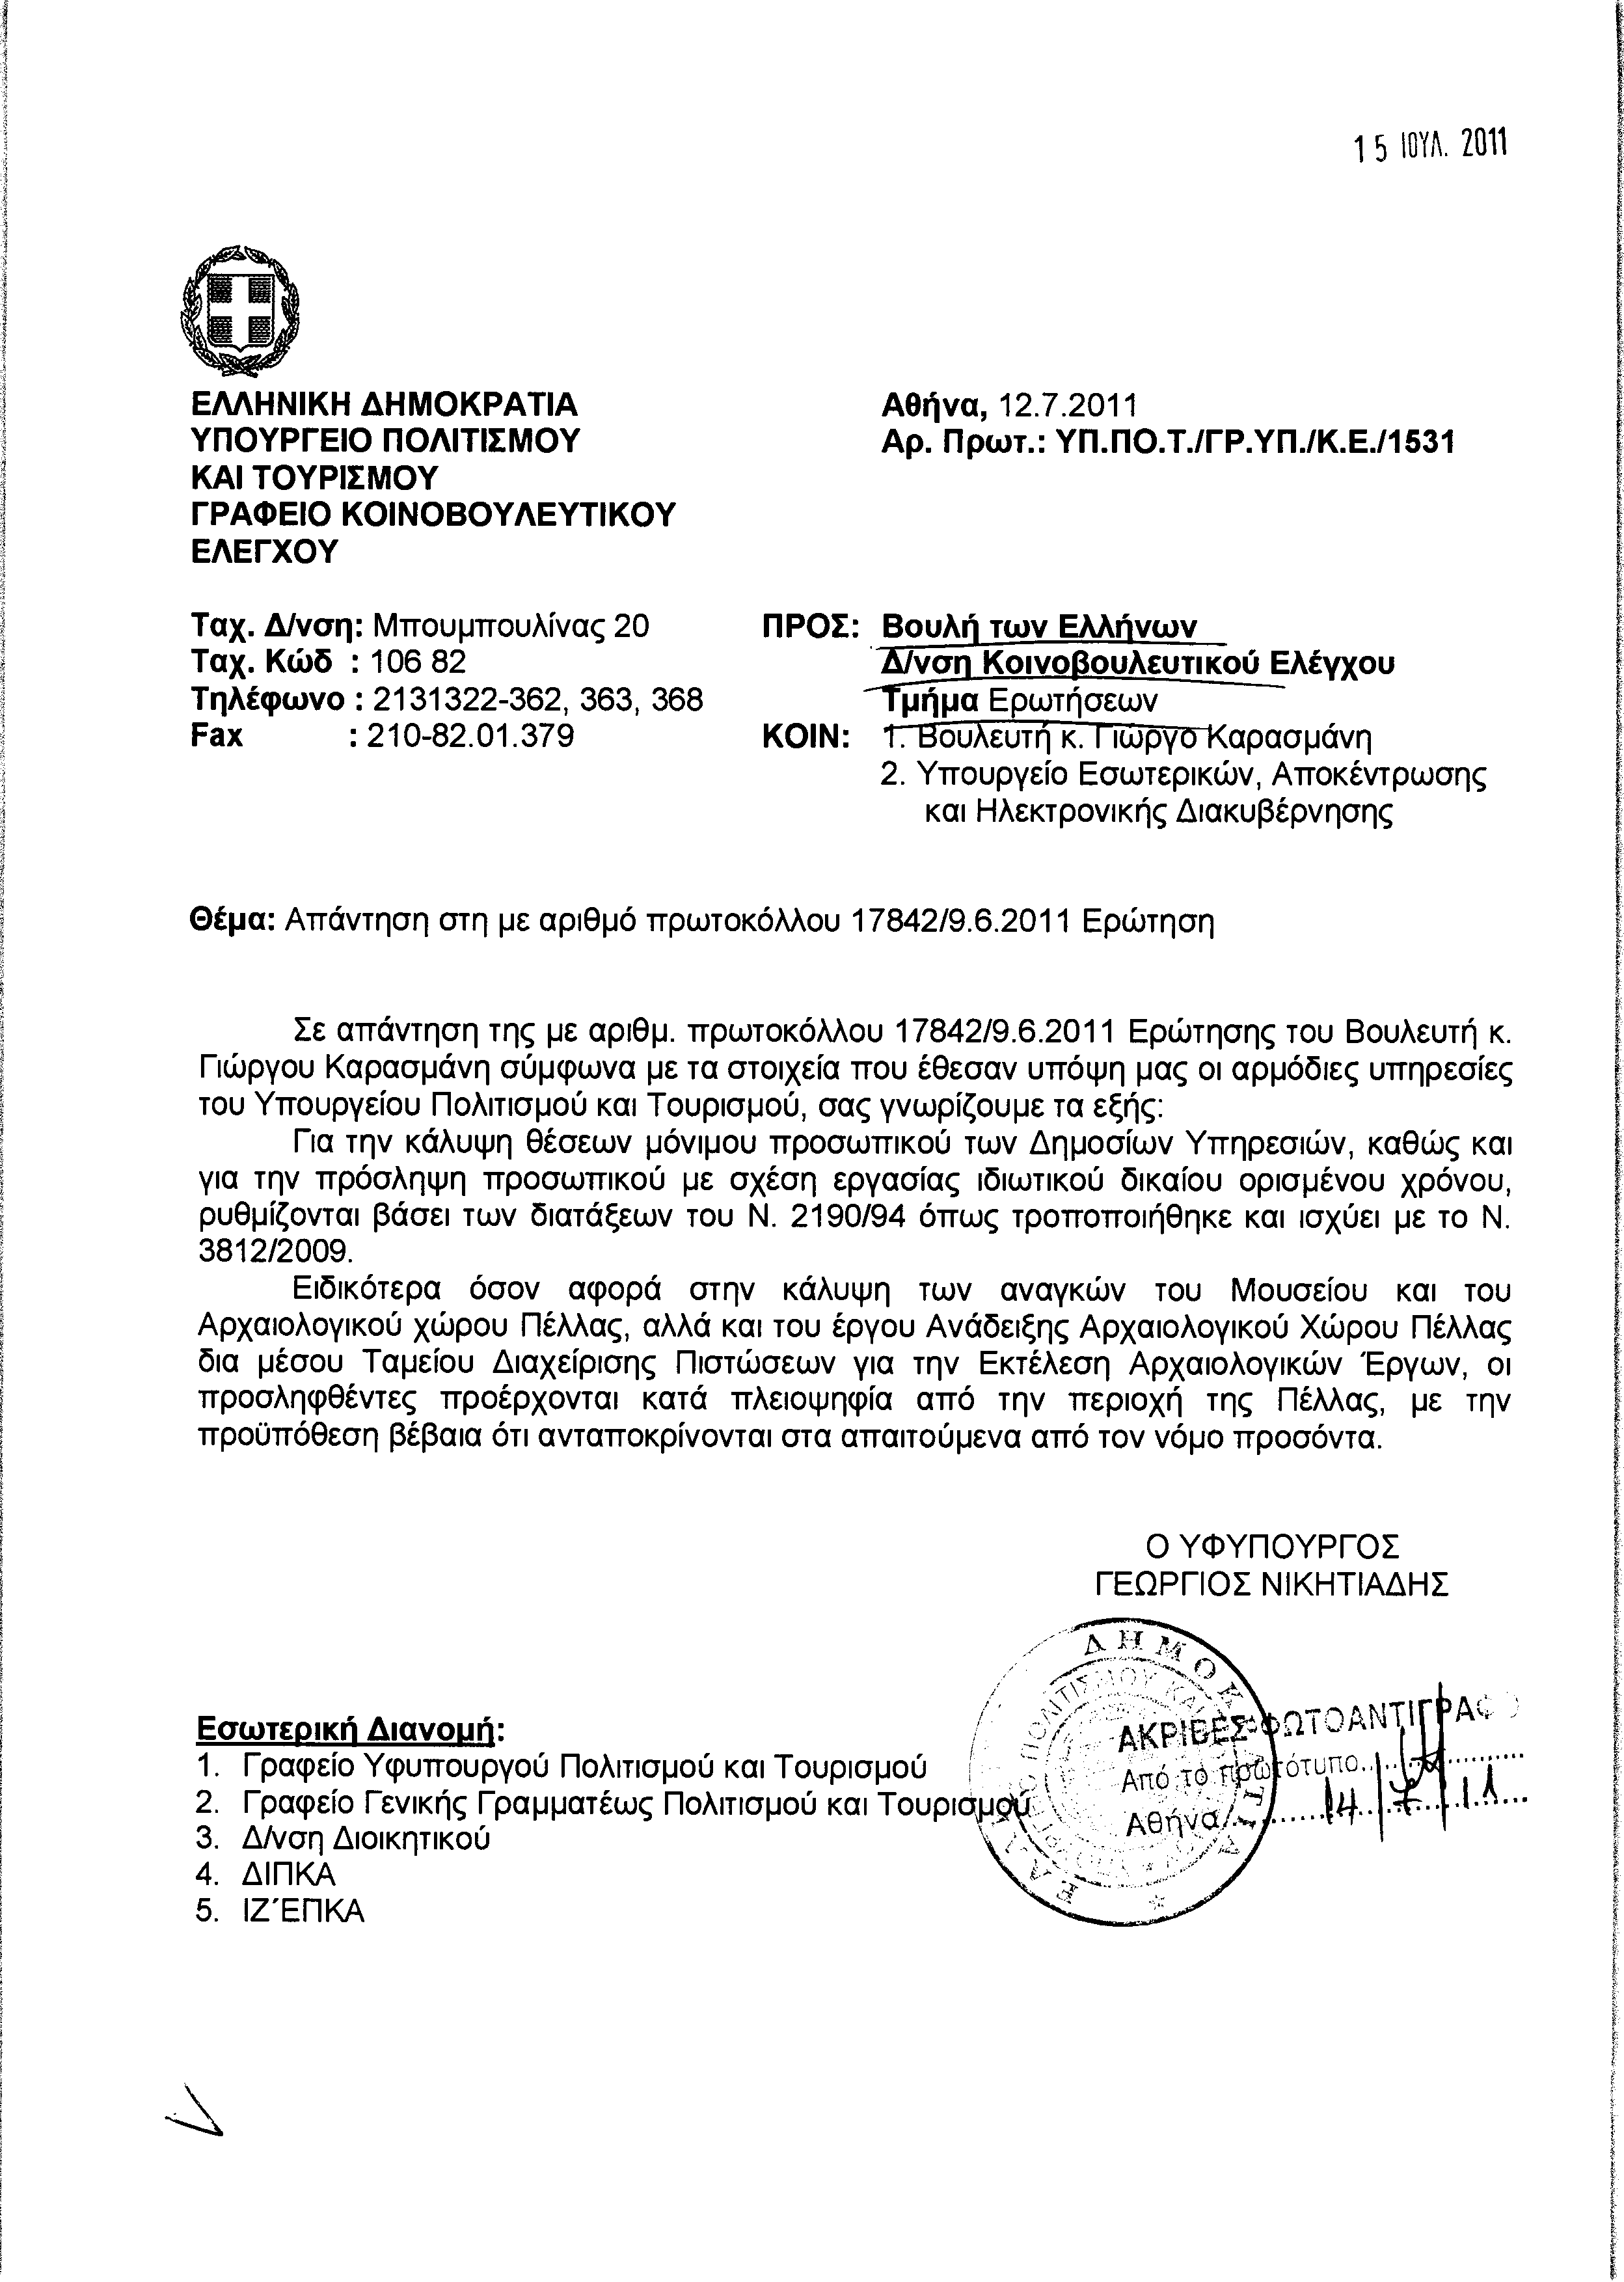 15 ΙΟΥΛ. 2011
ΕΛΛΗΝΙΚΗ ΔΗΜΟΚΡΑΤΙΑ
ΥΠΟΥΡΓΕΙΟ ΠΟΛΙΤΙΣΜΟΥ
ΚΑΙ ΤΟΥΡΙΣΜΟΥ
ΓΡΑΦΕΙΟ ΚΟΙΝΟΒΟΥΛΕΥΤΙΚΟΥ
ΕΛΕΓΧΟΥ
Αθήνα, 12.7.2011
Αρ. Πρωτ.: ΥΠ.ΠΟ.Τ./ΓΡ.ΥΠ./Κ.Ε./1531
Ταχ. Δ/νση: Μπουμπουλίνας 20
Ταχ. Κώδ : 106 82
Τηλέφωνο : 2131322-362, 363, 368
Fax : 210-82.01.379
ΠΡΟΣ: Βουλή των Ελλήνων
Δ/νση Κοινοβουλευτικού Ελέγχου
Τμήμα Ερωτήσεων
ΚΟΙΝ: 1. Βουλευτή κ. Γιώργο Καρασμάνη
2. Υπουργείο Εσωτερικών, Αποκέντρωσης
και Ηλεκτρονικής Διακυβέρνησης
Θέμα: Απάντηση στη με αριθμό πρωτοκόλλου 17842/9.6.2011 Ερώτηση
Σε απάντηση της με αριθμ. πρωτοκόλλου 17842/9.6.2011 Ερώτησης του Βουλευτή κ.
Γιώργου Καρασμάνη σύμφωνα με τα στοιχεία που έθεσαν υπόψη μας οι αρμόδιες υπηρεσίες
του Υπουργείου Πολιτισμού και Τουρισμού, σας γνωρίζουμε τα εξής:
Για την κάλυψη θέσεων μόνιμου προσωπικού των Δημοσίων Υπηρεσιών, καθώς και
για την πρόσληψη προσωπικού με σχέση εργασίας ιδιωτικού δικαίου ορισμένου χρόνου,
ρυθμίζονται βάσει των διατάξεων του Ν. 2190/94 όπως τροποποιήθηκε και ισχύει με το Ν.
3812/2009.
Ειδικότερα όσον αφορά στην κάλυψη των αναγκών του Μουσείου και του
Αρχαιολογικού χώρου Πέλλας, αλλά και του έργου Ανάδειξης Αρχαιολογικού Χώρου Πέλλας
δια μέσου Ταμείου Διαχείρισης Πιστώσεων για την Εκτέλεση Αρχαιολογικών Έργων, οι
προσληφθέντες προέρχονται κατά πλειοψηφία από την περιοχή της Πέλλας, με την
προϋπόθεση βέβαια ότι ανταποκρίνονται στα απαιτούμενα από τον νόμο προσόντα.
Ο ΥΦΥΠΟΥΡΓΟΣ
ΓΕΩΡΓΙΟΣ ΝΙΚΗΤΙΑΔΗΣ
Εσωτερική Διανομή:
1. Γραφείο Υφυπουργού Πολιτισμού και Τουρισμού
2. Γραφείο Γενικής Γραμματέως Πολιτισμού και Τουρισμού
3. Δ/νση Διοικητικού
4. ΔΙΠΚΑ
5. ΙΖΈΠΚΑ
ΑΚΡΙΒΕΣ ΦΩΤΟΑΝΤΙΓΡΑΦΟ
Από το πρωτότυπο
Αθήνα 14/7/11